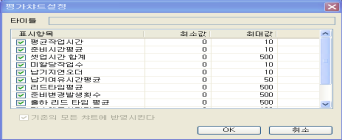 평가차트설정
타이틀
표시항목 최소값 최대값
평균작업시간 0 10
준비시간평균 0 10
셋업시간 합계 0 500
미할당작업수 0 10
납기지연오더 0 10
납기여유시간평균 0 50
리드타임평균 0 500
준비변경발생횟수 0 500
출하 리드 타임 평균 0 500
기존의 모든 차트에 반영시킨다
OK 취소